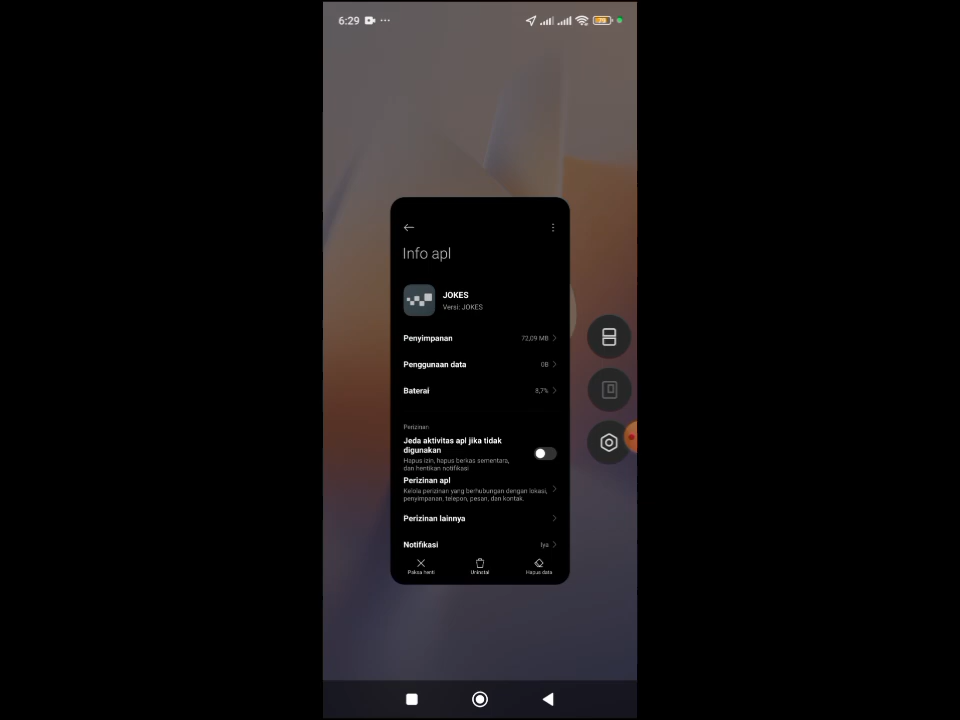 6:29
79
Info apl
JOKES
Versi: JOKES
Penyimpanan
72,09 MB
Penggunaan data
0B
Baterai
8,7%
Perizinan
Jeda aktivitas apl jika tidak
digunakan
Hapus izin, hapus berkas sementara,
dan hentikan notifikasi
Perizinan apl
Kelola perizinan yang berhubungan dengan lokasi,
penyimpanan, telepon, pesan, dan kontak.
Perizinan lainnya
Notifikasi
Iya
Paksa henti
Uninstal
Hapus data